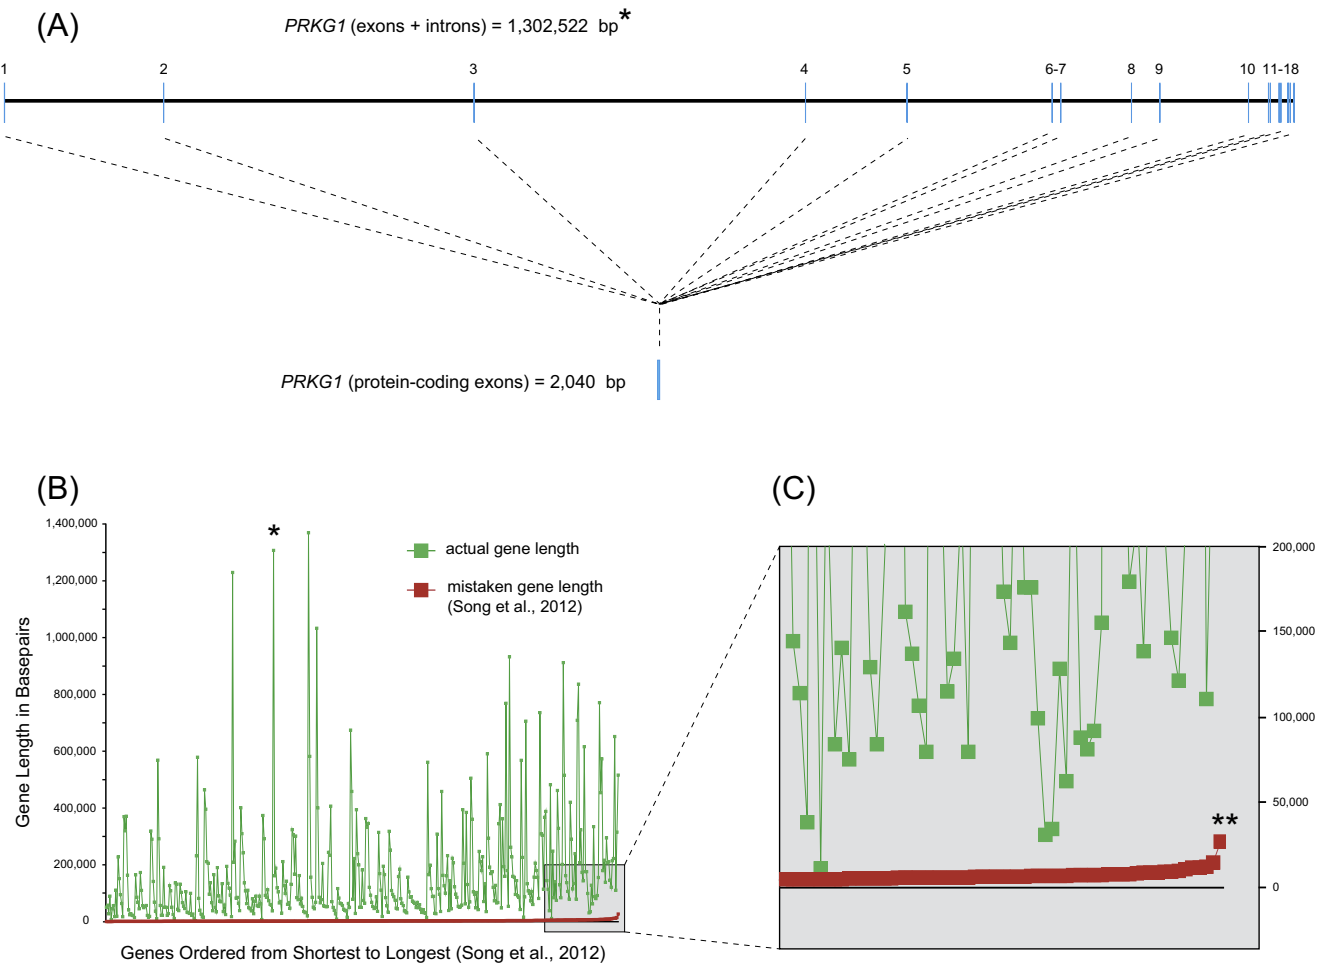 (A)
PRKG1 (exons + introns) = 1,302,522 bp*
1 2 3 4 5 6-7 8 9 10 11-18
PRKG1 (protein-coding exons) = 2,040 bp
(B)
1,400,000
1,200,000
1,000,000
800,000
600,000
400,000
200,000
0
Gene Length in Basepairs
*
actual gene length
mistaken gene length
(Song et al., 2012)
Genes Ordered from Shortest to Longest (Song et al., 2012)
(C)
200,000
150,000
100,000
50,000
0
**